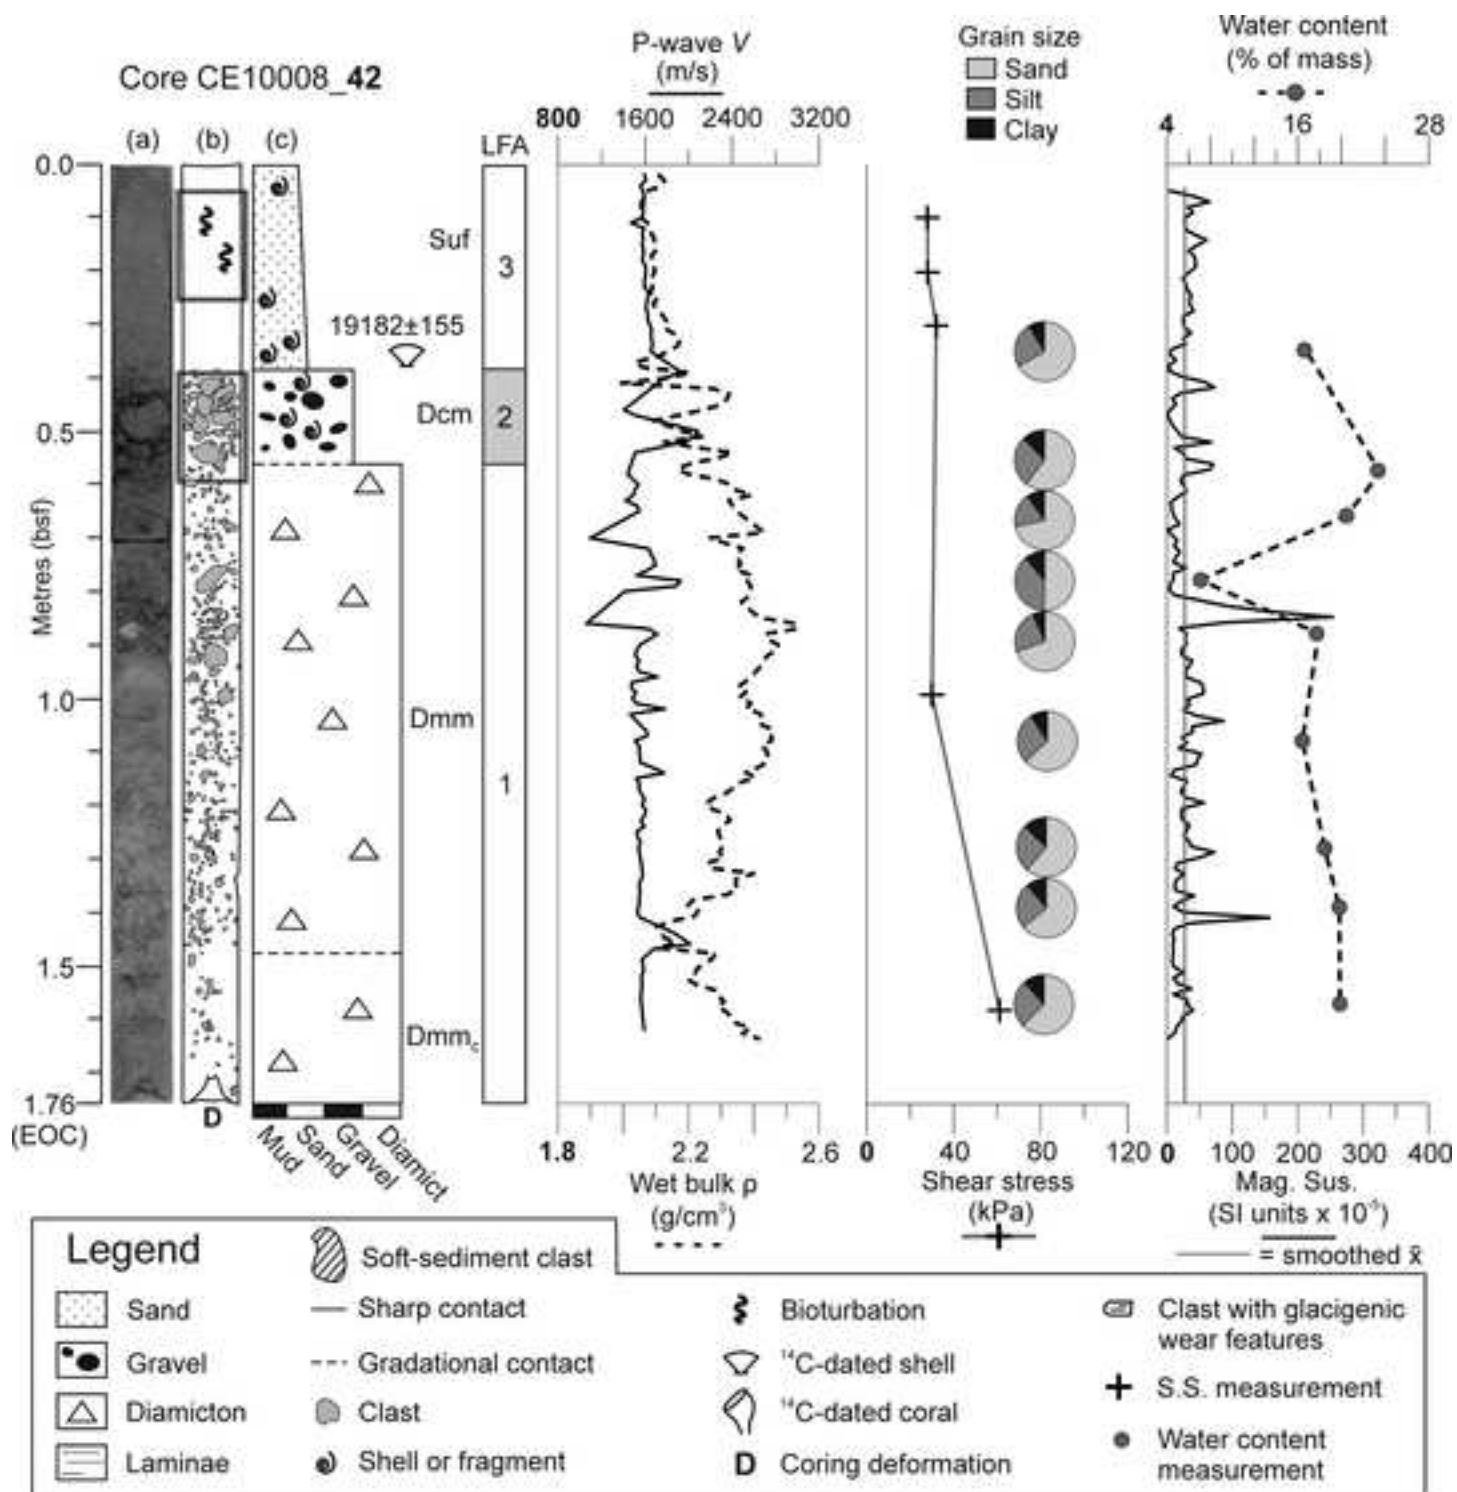 Core CE10008_42
(a) (b) (c)
LFA
P-wave V
(m/s)
800 1600 2400 3200
Grain size
Sand
Silt
Clay
Water content
(% of mass)
4 16 28
Metres (bsf)
0.0
0.5
1.0
1.5
1.76
(EOC)
Suf
3
19182±155
Dcm
2
Dmm
1
Dmmc
D
Mud
Sand
Gravel
Diamict
1.8 2.2 2.6
Wet bulk ρ
(g/cm³)
0 40 80 120
Shear stress
(kPa)
0 100 200 300 400
Mag. Sus.
(SI units x 10⁻⁵)
= smoothed x̄
Legend
Sand
Gravel
Diamicton
Laminae
Soft-sediment clast
Sharp contact
Gradational contact
Clast
Shell or fragment
Bioturbation
¹⁴C-dated shell
¹⁴C-dated coral
D Coring deformation
Clast with glacigenic
wear features
S.S. measurement
Water content
measurement